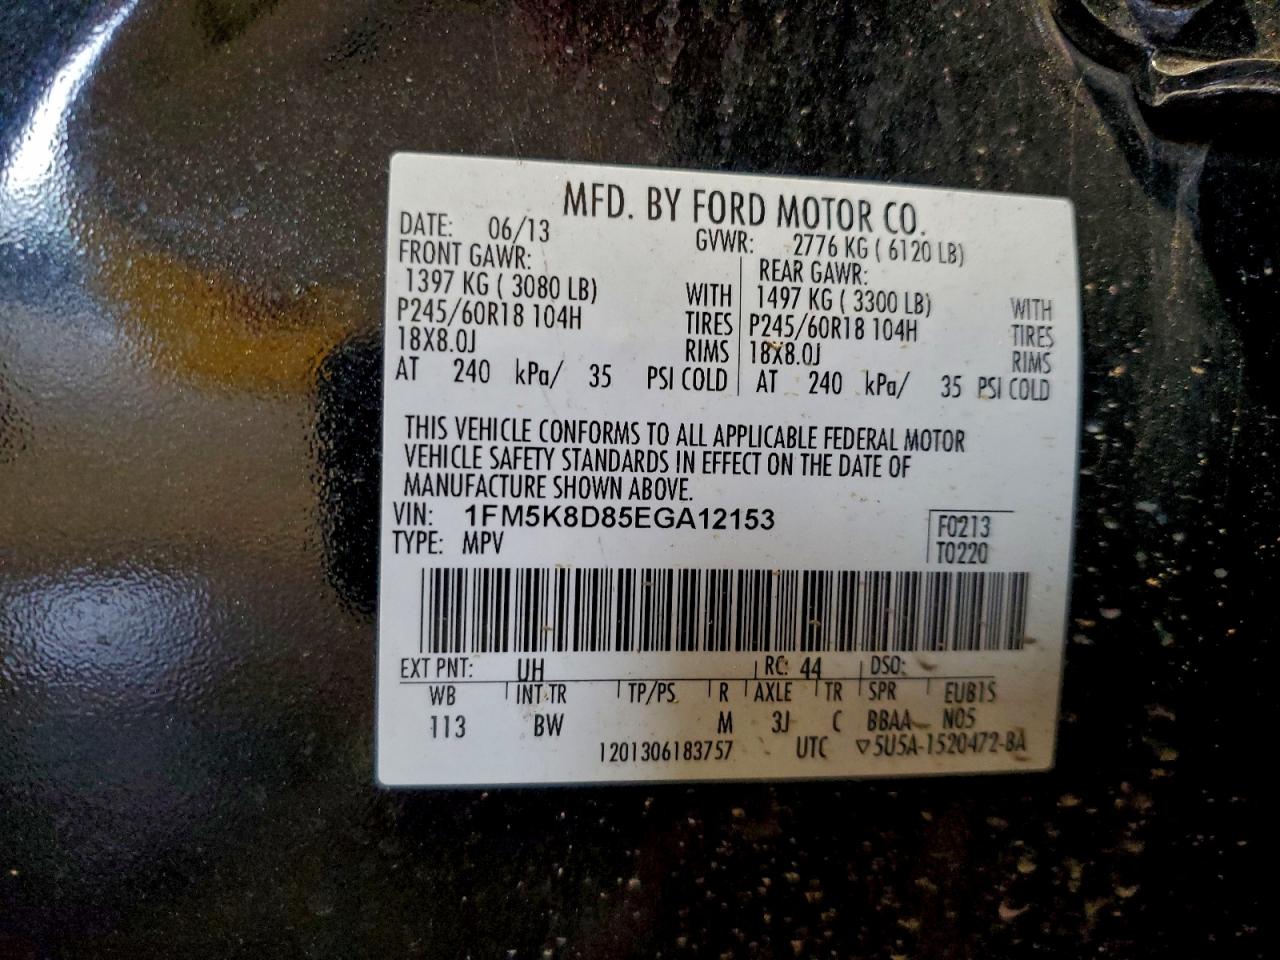 MFD. BY FORD MOTOR CO.
DATE: 06/13 GVWR: 2776 KG ( 6120 LB)
FRONT GAWR: REAR GAWR:
1397 KG ( 3080 LB) WITH 1497 KG ( 3300 LB) WITH
P245/60R18 104H TIRES P245/60R18 104H TIRES
18X8.0J RIMS 18X8.0J RIMS
AT 240 kPa/ 35 PSI COLD AT 240 kPa/ 35 PSI COLD
THIS VEHICLE CONFORMS TO ALL APPLICABLE FEDERAL MOTOR
VEHICLE SAFETY STANDARDS IN EFFECT ON THE DATE OF
MANUFACTURE SHOWN ABOVE.
VIN: 1FM5K8D85EGA12153 F0213
TYPE: MPV T0220
EXT PNT: UH RC: 44 DSO:
WB INT TR TP/PS R AXLE TR SPR EUB1S
113 BW M 3J C BBAA N05
1201306183757 UTC ▽5U5A-1520472-BA